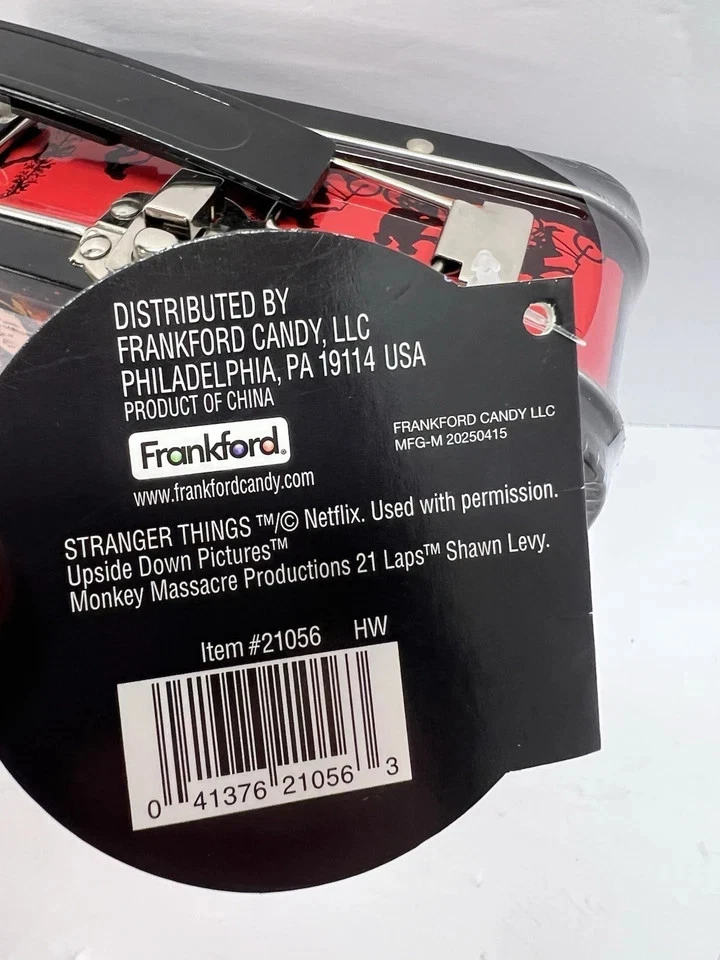 DISTRIBUTED BY
FRANKFORD CANDY, LLC
PHILADELPHIA, PA 19114 USA
PRODUCT OF CHINA
Frankford®
www.frankfordcandy.com
FRANKFORD CANDY LLC
MFG-M 20250415
STRANGER THINGS ™/© Netflix. Used with permission.
Upside Down Pictures™
Monkey Massacre Productions 21 Laps™ Shawn Levy.
Item #21056 HW
0 41376 21056 3